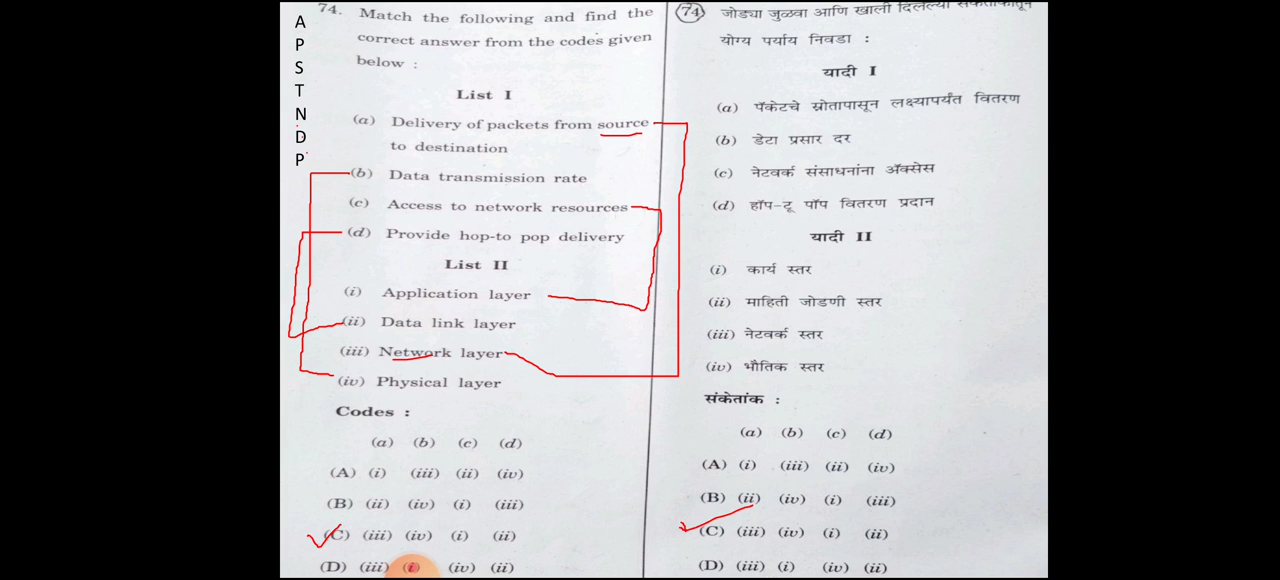 A
P
S
T
N
D
P
74. Match the following and find the
correct answer from the codes given
below :
List I
(a) Delivery of packets from source
to destination
(b) Data transmission rate
(c) Access to network resources
(d) Provide hop-to pop delivery
List II
(i) Application layer
(ii) Data link layer
(iii) Network layer
(iv) Physical layer
Codes :
(a) (b) (c) (d)
(A) (i) (iii) (ii) (iv)
(B) (ii) (iv) (i) (iii)
(C) (iii) (iv) (i) (ii)
(D) (iii) (i) (iv) (ii)
74. जोड्या जुळवा आणि खाली दिलेल्या संकेतांकातून
योग्य पर्याय निवडा :
यादी I
(a) पॅकेटचे स्रोतापासून लक्ष्यापर्यंत वितरण
(b) डेटा प्रसार दर
(c) नेटवर्क संसाधनांना ॲक्सेस
(d) हॉप-टू पॉप वितरण प्रदान
यादी II
(i) कार्य स्तर
(ii) माहिती जोडणी स्तर
(iii) नेटवर्क स्तर
(iv) भौतिक स्तर
संकेतांक :
(a) (b) (c) (d)
(A) (i) (iii) (ii) (iv)
(B) (ii) (iv) (i) (iii)
(C) (iii) (iv) (i) (ii)
(D) (iii) (i) (iv) (ii)